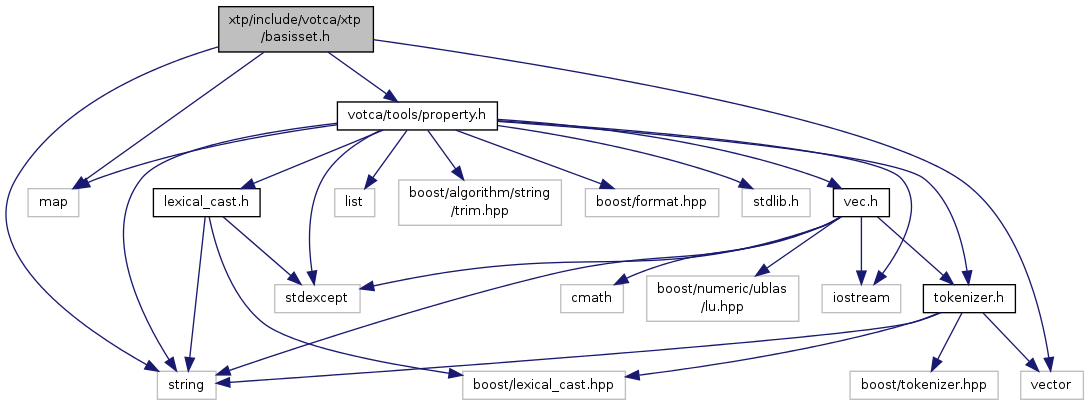 xtp/include/votca/xtp
/basisset.h
votca/tools/property.h
map
lexical_cast.h
list
boost/algorithm/string
/trim.hpp
boost/format.hpp
stdlib.h
vec.h
stdexcept
cmath
boost/numeric/ublas
/lu.hpp
iostream
tokenizer.h
string
boost/lexical_cast.hpp
boost/tokenizer.hpp
vector